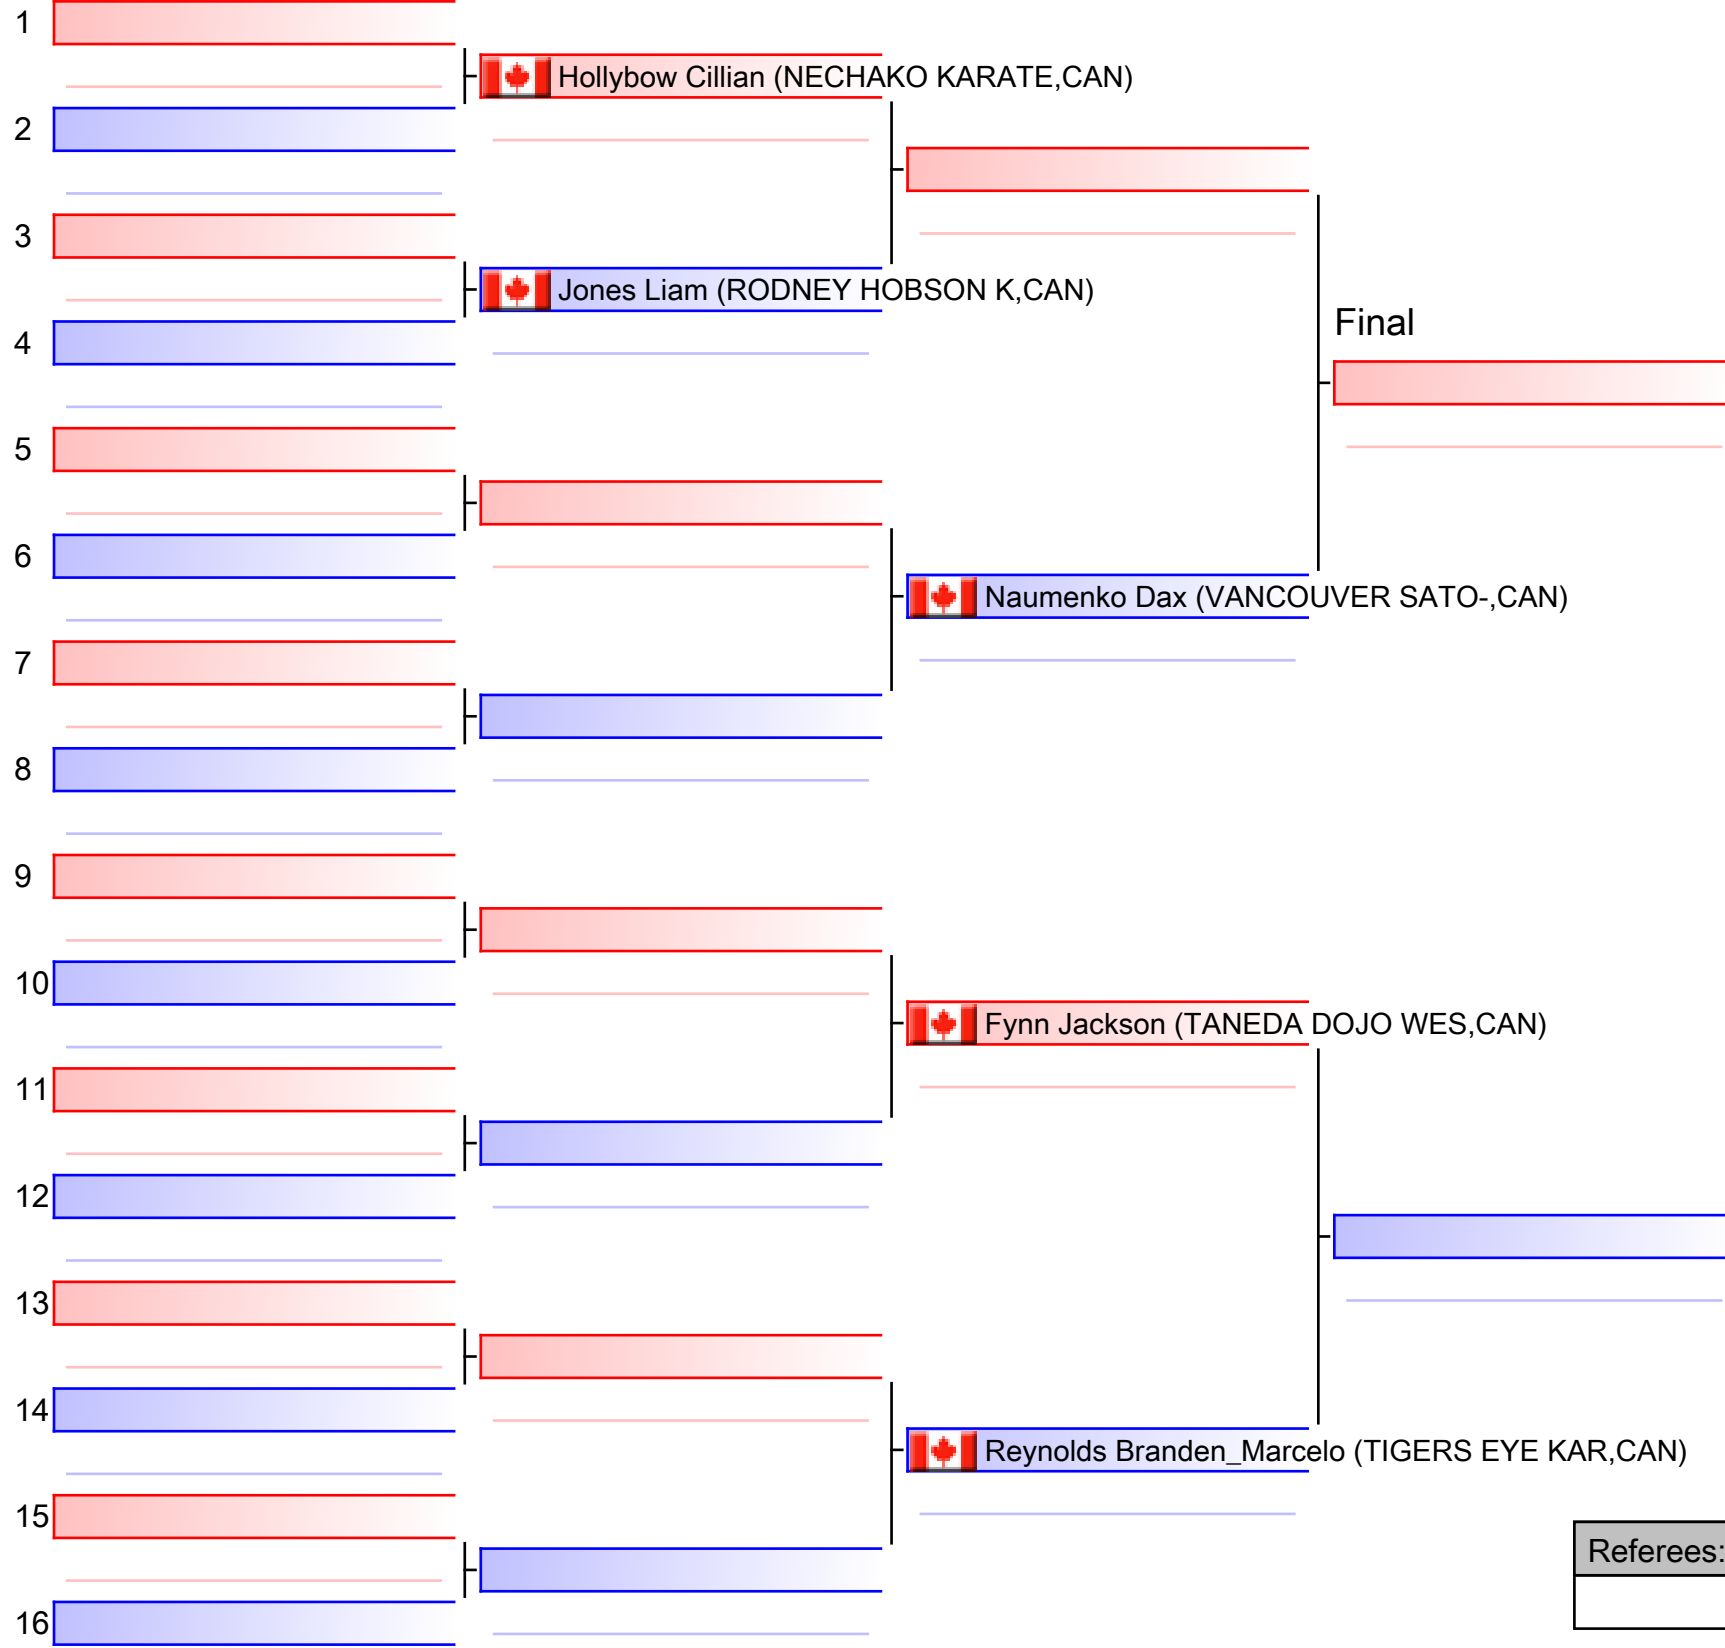 1
Hollybow Cillian (NECHAKO KARATE,CAN)
2
3
Jones Liam (RODNEY HOBSON K,CAN)
4
Final
5
6
Naumenko Dax (VANCOUVER SATO-,CAN)
7
8
9
10
Fynn Jackson (TANEDA DOJO WES,CAN)
11
12
13
14
Reynolds Branden_Marcelo (TIGERS EYE KAR,CAN)
15
Referees:
16